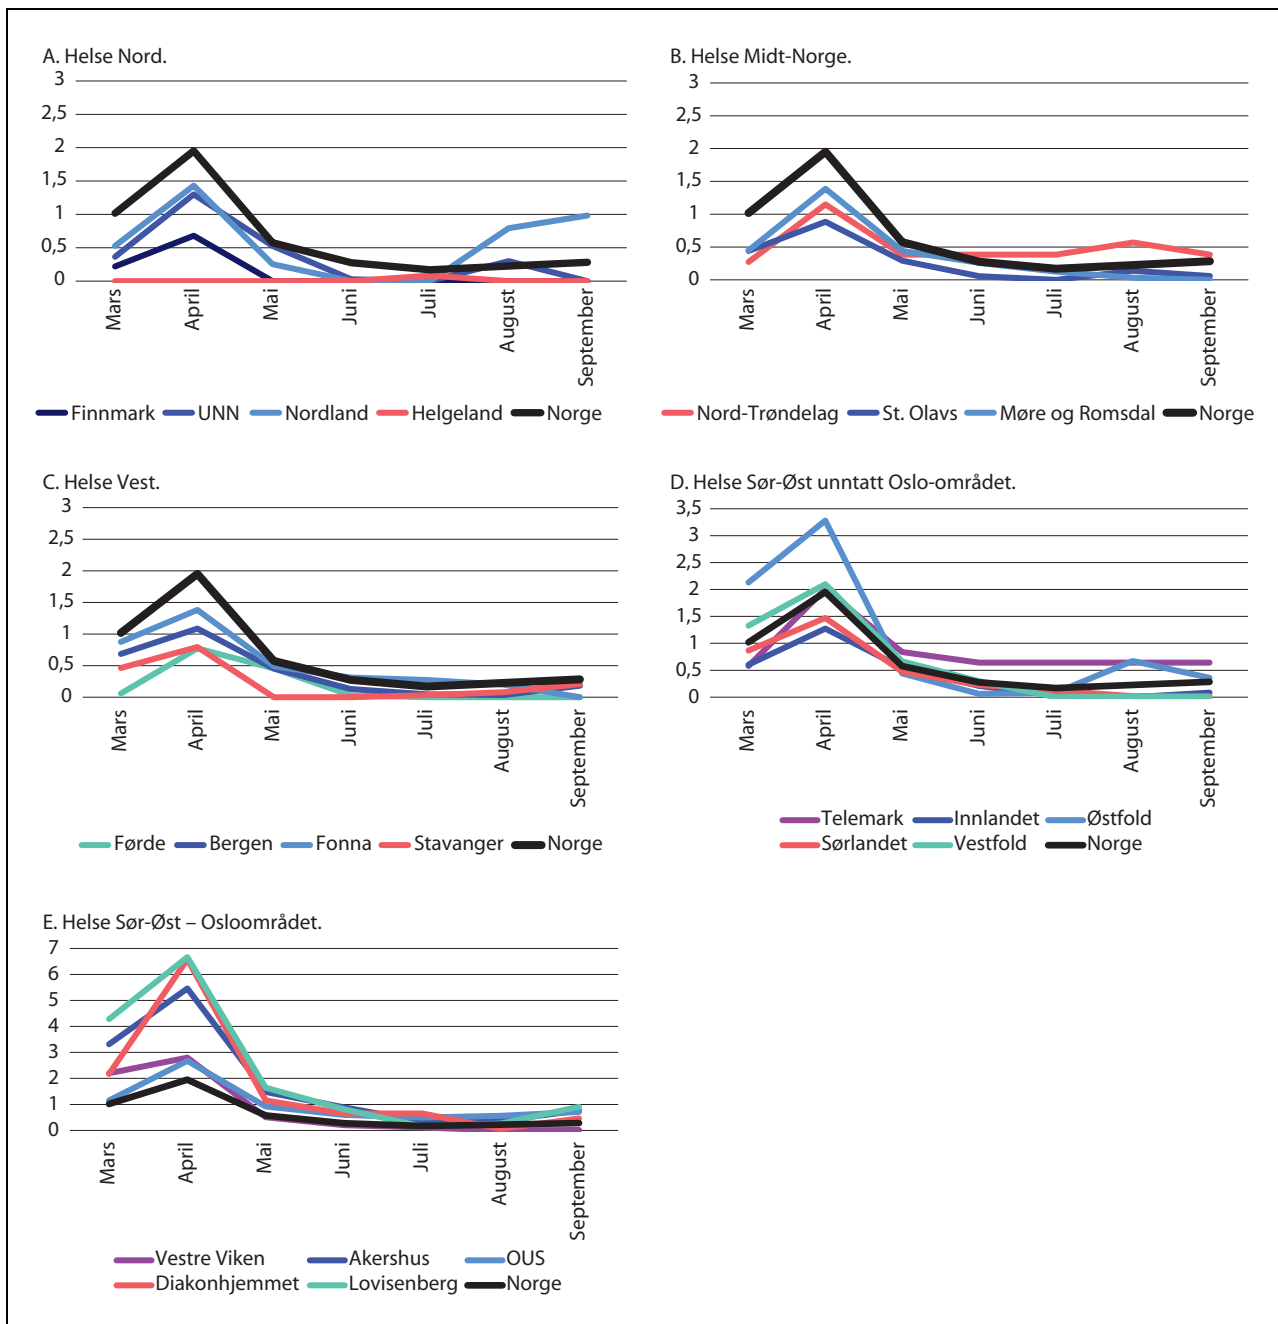 A. Helse Nord.
3
2,5
2
1,5
1
0,5
0
Mars
April
Mai
Juni
Juli
August
September
Finnmark UNN Nordland Helgeland Norge
B. Helse Midt-Norge.
3
2,5
2
1,5
1
0,5
0
Mars
April
Mai
Juni
Juli
August
September
Nord-Trøndelag St. Olavs Møre og Romsdal Norge
C. Helse Vest.
3
2,5
2
1,5
1
0,5
0
Mars
April
Mai
Juni
Juli
August
September
Førde Bergen Fonna Stavanger Norge
D. Helse Sør-Øst unntatt Oslo-området.
3,5
3
2,5
2
1,5
1
0,5
0
Mars
April
Mai
Juni
Juli
August
September
Telemark Innlandet Østfold
Sørlandet Vestfold Norge
E. Helse Sør-Øst – Osloområdet.
7
6
5
4
3
2
1
0
Mars
April
Mai
Juni
Juli
August
September
Vestre Viken Akershus OUS
Diakonhjemmet Lovisenberg Norge